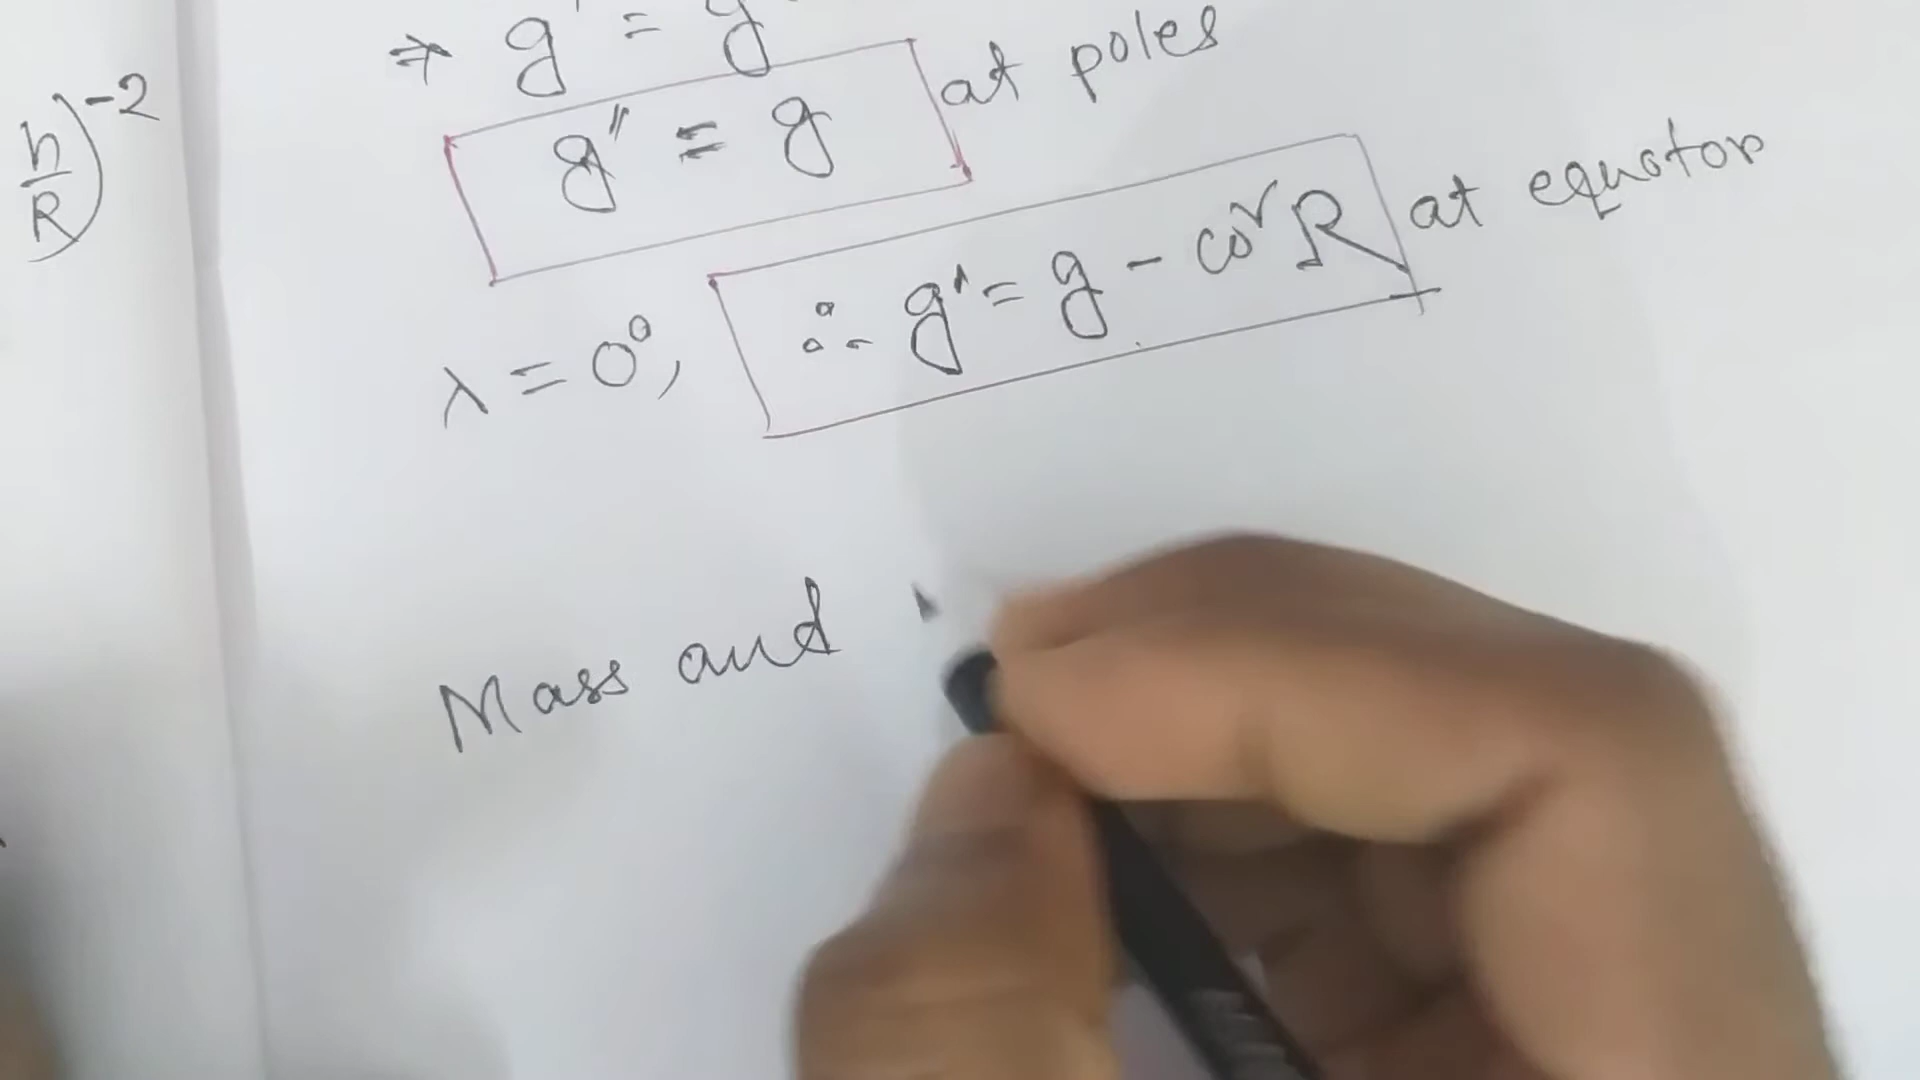 (h/R)^-2
⇒ g' = g
g" = g at poles
λ = 0°, ∴ g' = g - ω²R at equator
Mass and